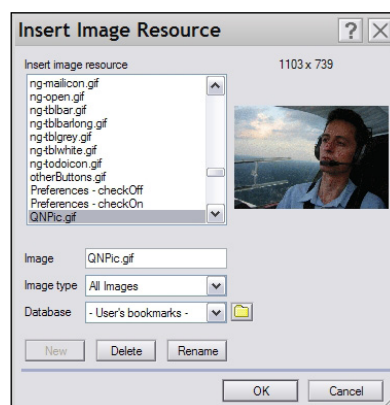 Insert Image Resource
Insert image resource
1103 x 739
ng-mailicon.gif
ng-open.gif
ng-tblbar.gif
ng-tblbarlong.gif
ng-tblgrey.gif
ng-tblwhite.gif
ng-todoicon.gif
otherButtons.gif
Preferences - checkOff
Preferences - checkOn
QNPic.gif
Image QNPic.gif
Image type All Images
Database - User's bookmarks -
New Delete Rename
OK Cancel